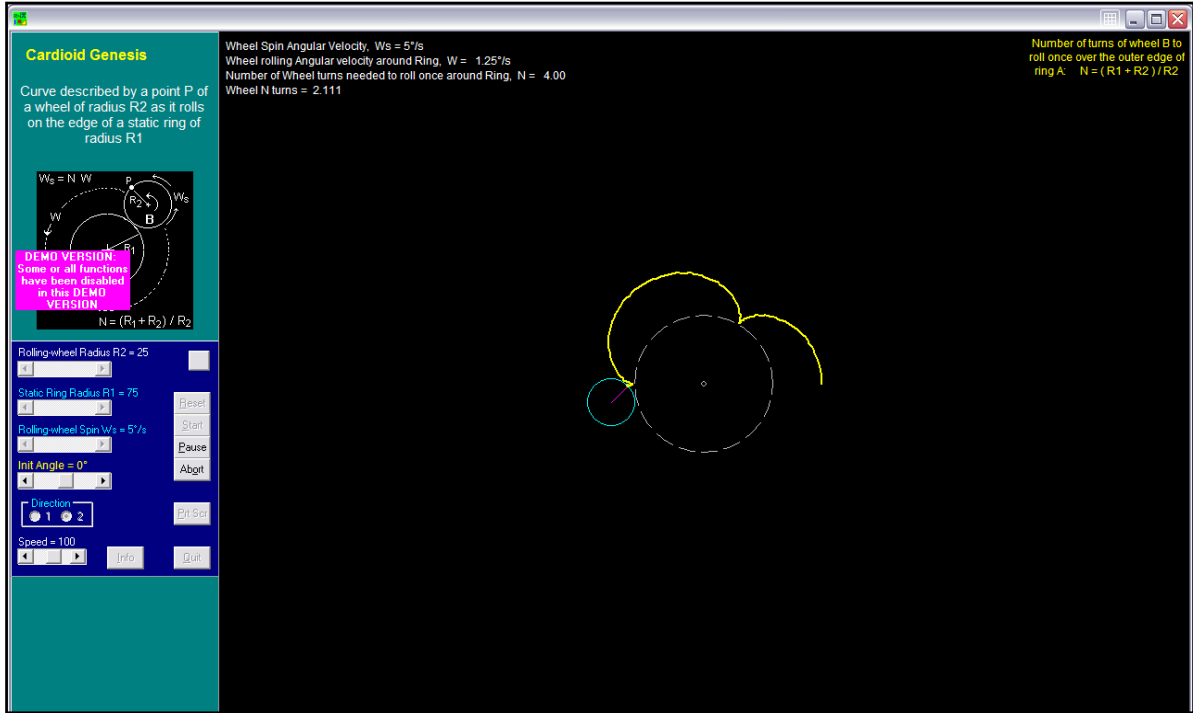 Cardioid Genesis
Curve described by a point P of
a wheel of radius R2 as it rolls
on the edge of a static ring of
radius R1
Ws = N W
P
R2
Ws
B
W
R1
DEMO VERSION:
Some or all functions
have been disabled
in this DEMO
VERSION
N = (R1 + R2) / R2
Rolling-wheel Radius R2 = 25
Static Ring Radius R1 = 75
Reset
Start
Rolling-wheel Spin Ws = 5°/s
Pause
Init Angle = 0°
Abort
Direction
1 2
Prt Scr
Speed = 100
Info
Quit
Wheel Spin Angular Velocity, Ws = 5°/s
Wheel rolling Angular velocity around Ring, W = 1.25°/s
Number of Wheel turns needed to roll once around Ring, N = 4.00
Wheel N turns = 2.111
Number of turns of wheel B to
roll once over the outer edge of
ring A: N = ( R1 + R2 ) / R2